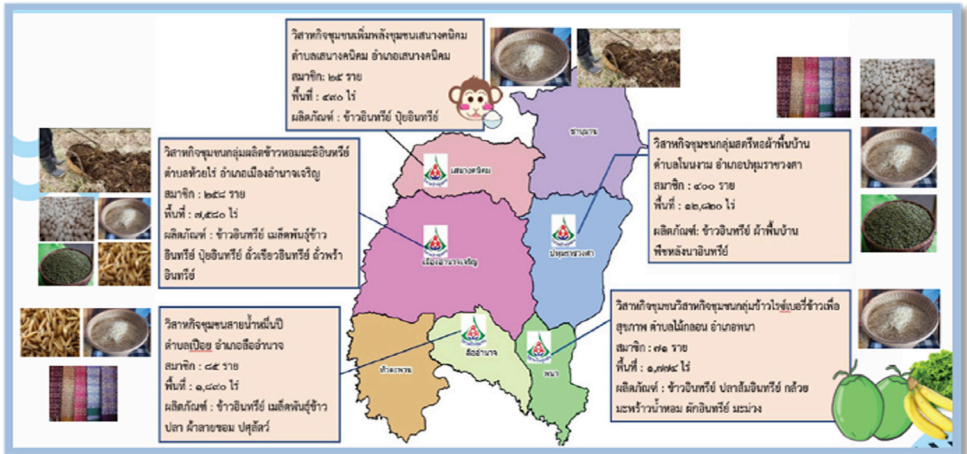 วิสาหกิจชุมชนเพิ่มพลังชุมชนเสนางคนิคม
ตำบลเสนางคนิคม อำเภอเสนางคนิคม
สมาชิก: ๒๕ ราย
พื้นที่ : ๔๙๐ ไร่
ผลิตภัณฑ์ : ข้าวอินทรีย์ ปุ๋ยอินทรีย์
วิสาหกิจชุมชนกลุ่มผลิตข้าวหอมมะลิอินทรีย์
ตำบลห้วยไร่ อำเภอเมืองอำนาจเจริญ
สมาชิก : ๒๕๘ ราย
พื้นที่ : ๗,๕๘๐ ไร่
ผลิตภัณฑ์ : ข้าวอินทรีย์ เมล็ดพันธุ์ข้าว
อินทรีย์ ปุ๋ยอินทรีย์ ถั่วเขียวอินทรีย์ ถั่วพร้า
อินทรีย์
วิสาหกิจชุมชนสายน้ำหมื่นปี
ตำบลเปือย อำเภอลืออำนาจ
สมาชิก : ๘๕ ราย
พื้นที่ : ๑,๘๙๐ ไร่
ผลิตภัณฑ์ : ข้าวอินทรีย์ เมล็ดพันธุ์ข้าว
ปลา ผ้าลายขอม ปศุสัตว์
ชานุมาน
เสนางคนิคม
เมืองอำนาจเจริญ
ปทุมราชวงศา
หัวตะพาน
ลืออำนาจ
พนา
วิสาหกิจชุมชนกลุ่มสตรีทอผ้าพื้นบ้าน
ตำบลโนนงาม อำเภอปทุมราชวงศา
สมาชิก : ๔๐๐ ราย
พื้นที่ : ๑๒,๘๒๐ ไร่
ผลิตภัณฑ์ : ข้าวอินทรีย์ ผ้าพื้นบ้าน
พืชหลังนาอินทรีย์
วิสาหกิจชุมชนวิสาหกิจชุมชนกลุ่มข้าวไรซ์เบอรี่ข้าวเพื่อ
สุขภาพ ตำบลไม้กลอน อำเภอพนา
สมาชิก : ๗๑ ราย
พื้นที่ : ๑,๗๗๔ ไร่
ผลิตภัณฑ์ : ข้าวอินทรีย์ ปลาส้มอินทรีย์ กล้วย
มะพร้าวน้ำหอม ผักอินทรีย์ มะม่วง